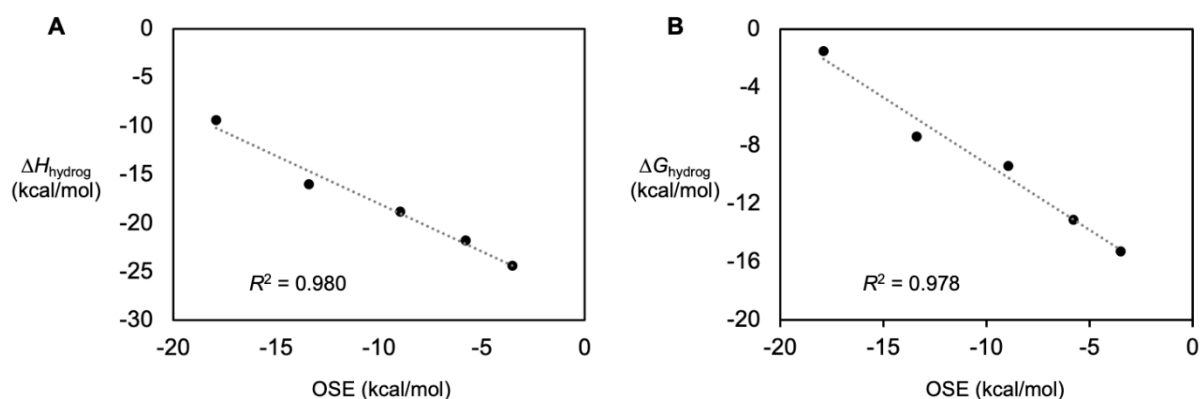 A
0
-5
-10
-15
-20
-25
-30
ΔHhydrog
(kcal/mol)
R² = 0.980
-20 -15 -10 -5 0
OSE (kcal/mol)
B
0
-4
-8
-12
-16
-20
ΔGhydrog
(kcal/mol)
R² = 0.978
-20 -15 -10 -5 0
OSE (kcal/mol)